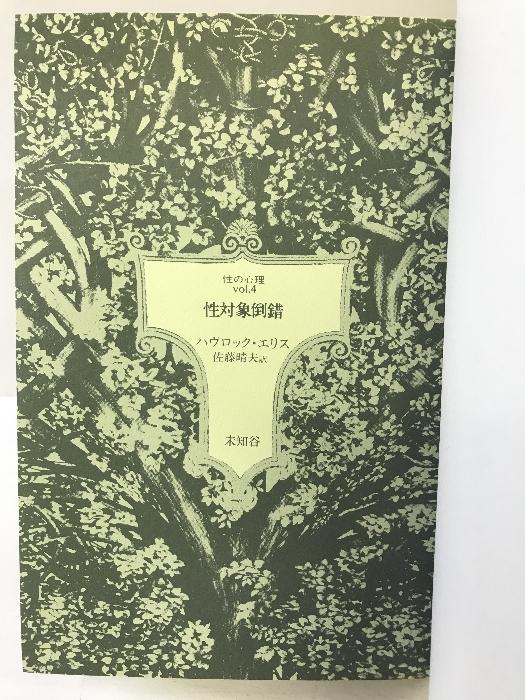 性の心理
vol.4
性対象倒錯
ハヴロック・エリス
佐藤晴夫訳
未知谷